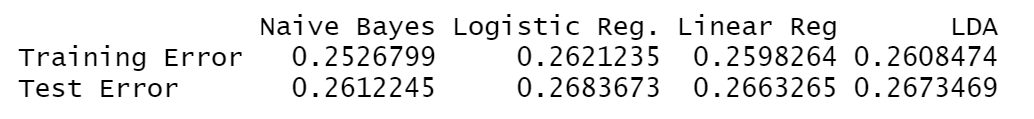 Naive Bayes Logistic Reg. Linear Reg LDA
Training Error 0.2526799 0.2621235 0.2598264 0.2608474
Test Error 0.2612245 0.2683673 0.2663265 0.2673469